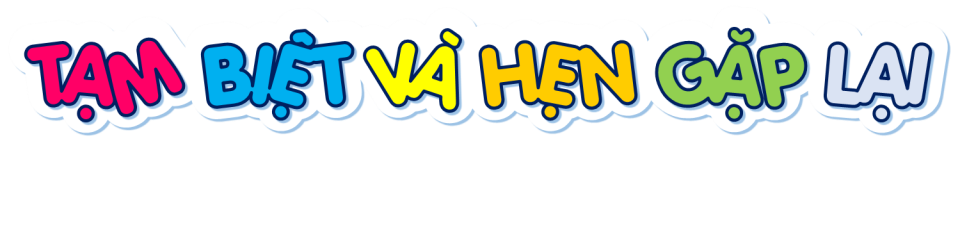 TẠM BIỆT VÀ HẸN GẶP LẠI